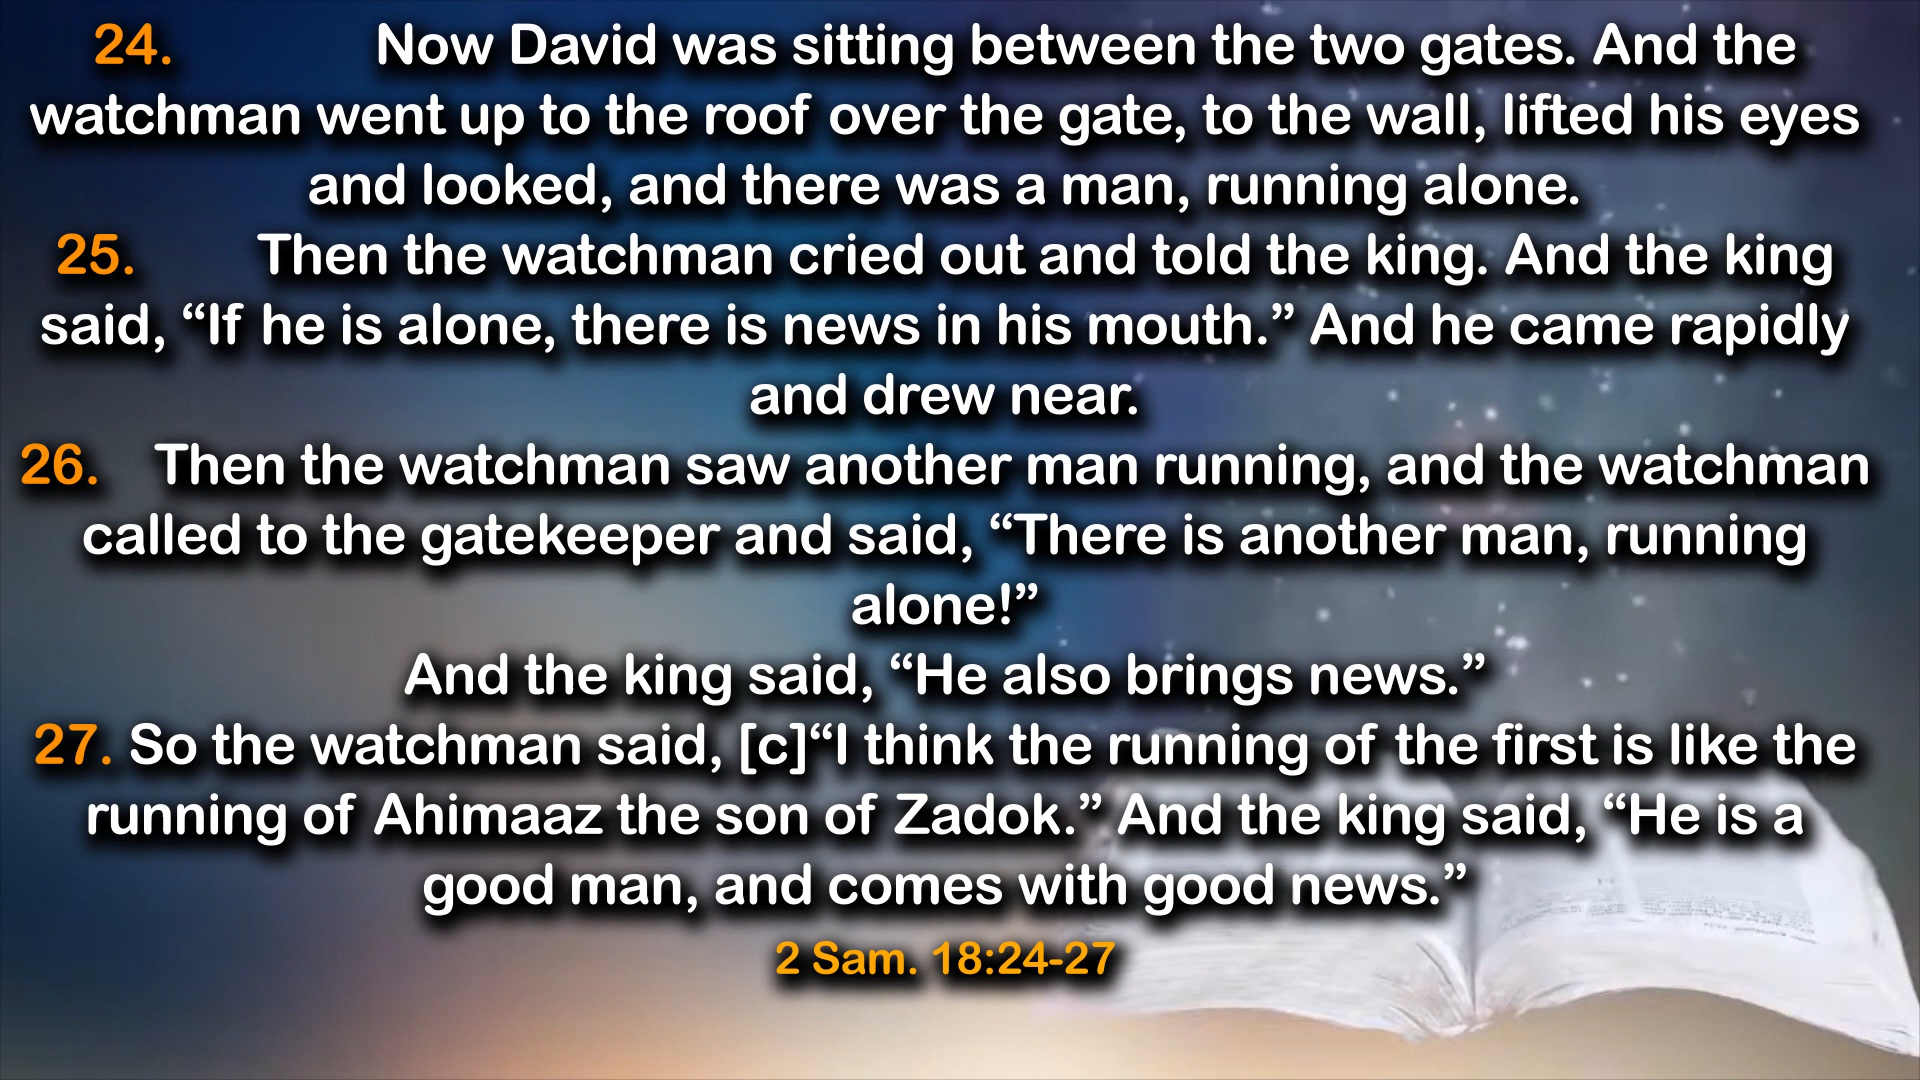 24. Now David was sitting between the two gates. And the
watchman went up to the roof over the gate, to the wall, lifted his eyes
and looked, and there was a man, running alone.
25. Then the watchman cried out and told the king. And the king
said, “If he is alone, there is news in his mouth.” And he came rapidly
and drew near.
26. Then the watchman saw another man running, and the watchman
called to the gatekeeper and said, “There is another man, running
alone!”
And the king said, “He also brings news.”
27. So the watchman said, [c]“I think the running of the first is like the
running of Ahimaaz the son of Zadok.” And the king said, “He is a
good man, and comes with good news.”
2 Sam. 18:24-27